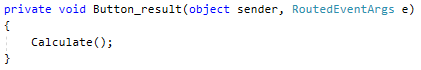 private void Button_result(object sender, RoutedEventArgs e)
{
    Calculate();
}